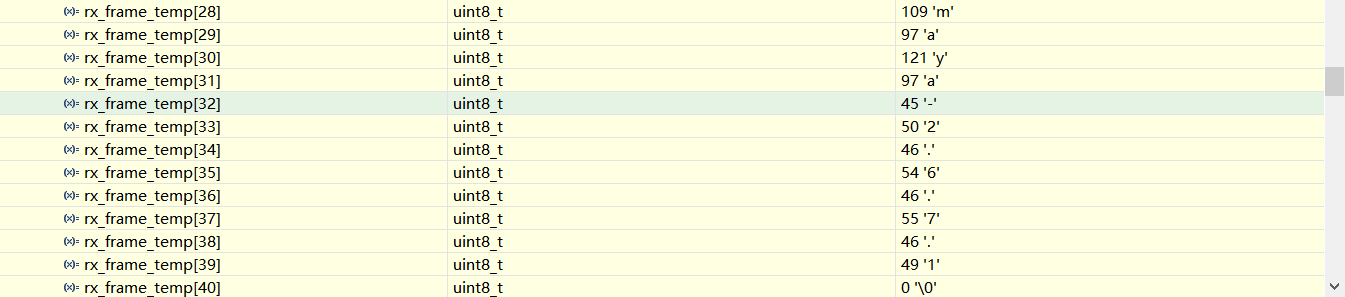 (x)= rx_frame_temp[28] uint8_t 109 'm'
(x)= rx_frame_temp[29] uint8_t 97 'a'
(x)= rx_frame_temp[30] uint8_t 121 'y'
(x)= rx_frame_temp[31] uint8_t 97 'a'
(x)= rx_frame_temp[32] uint8_t 45 '-'
(x)= rx_frame_temp[33] uint8_t 50 '2'
(x)= rx_frame_temp[34] uint8_t 46 '.'
(x)= rx_frame_temp[35] uint8_t 54 '6'
(x)= rx_frame_temp[36] uint8_t 46 '.'
(x)= rx_frame_temp[37] uint8_t 55 '7'
(x)= rx_frame_temp[38] uint8_t 46 '.'
(x)= rx_frame_temp[39] uint8_t 49 '1'
(x)= rx_frame_temp[40] uint8_t 0 '\0'